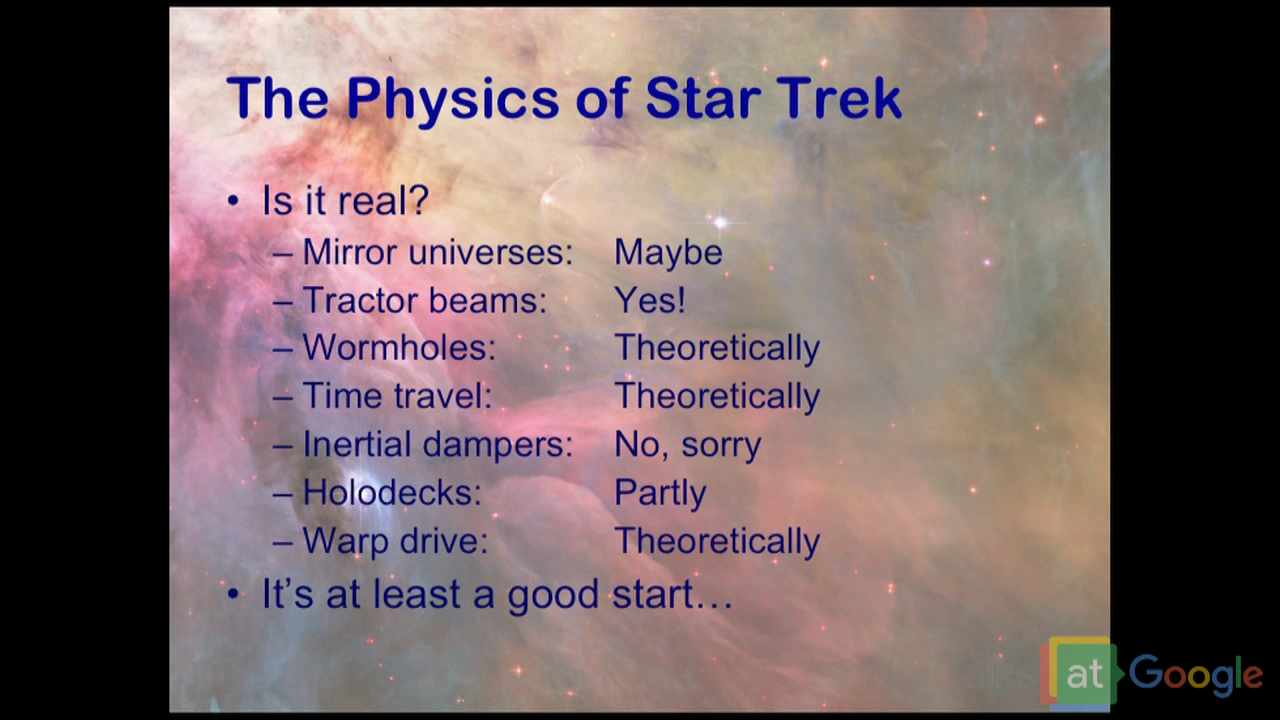 The Physics of Star Trek
• Is it real?
– Mirror universes: Maybe
– Tractor beams: Yes!
– Wormholes: Theoretically
– Time travel: Theoretically
– Inertial dampers: No, sorry
– Holodecks: Partly
– Warp drive: Theoretically
• It’s at least a good start…
at Google